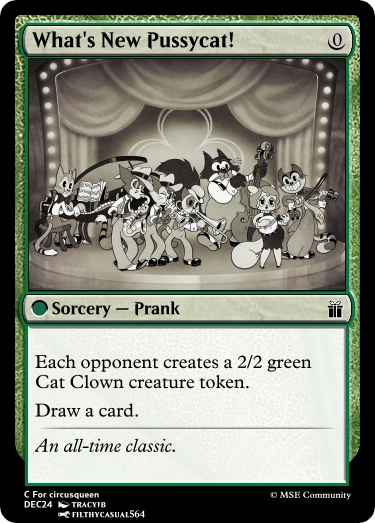 What's New Pussycat!
0
Sorcery — Prank
Each opponent creates a 2/2 green
Cat Clown creature token.
Draw a card.
An all-time classic.
C For circusqueen
DEC24 TRACYJB
FILTHYCASUAL564
© MSE Community